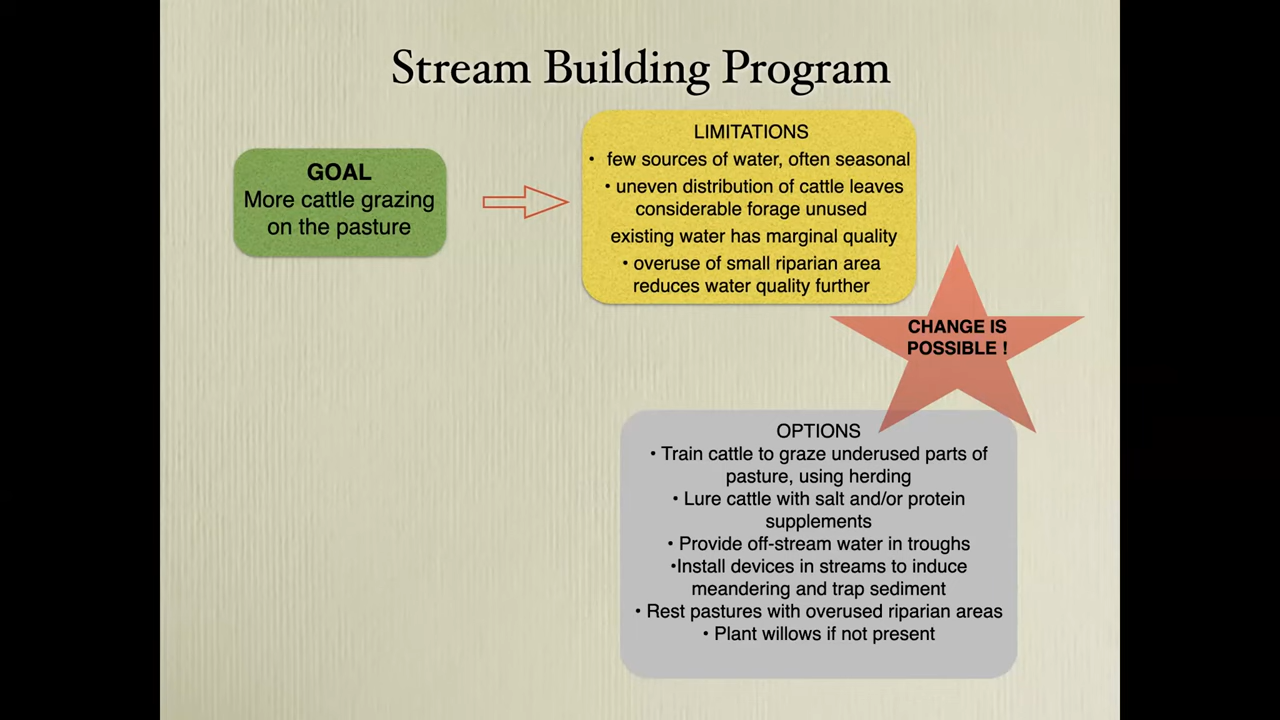 Stream Building Program
GOAL
More cattle grazing
on the pasture
LIMITATIONS
• few sources of water, often seasonal
• uneven distribution of cattle leaves
considerable forage unused
existing water has marginal quality
• overuse of small riparian area
reduces water quality further
CHANGE IS
POSSIBLE !
OPTIONS
• Train cattle to graze underused parts of
pasture, using herding
• Lure cattle with salt and/or protein
supplements
• Provide off-stream water in troughs
•Install devices in streams to induce
meandering and trap sediment
• Rest pastures with overused riparian areas
• Plant willows if not present